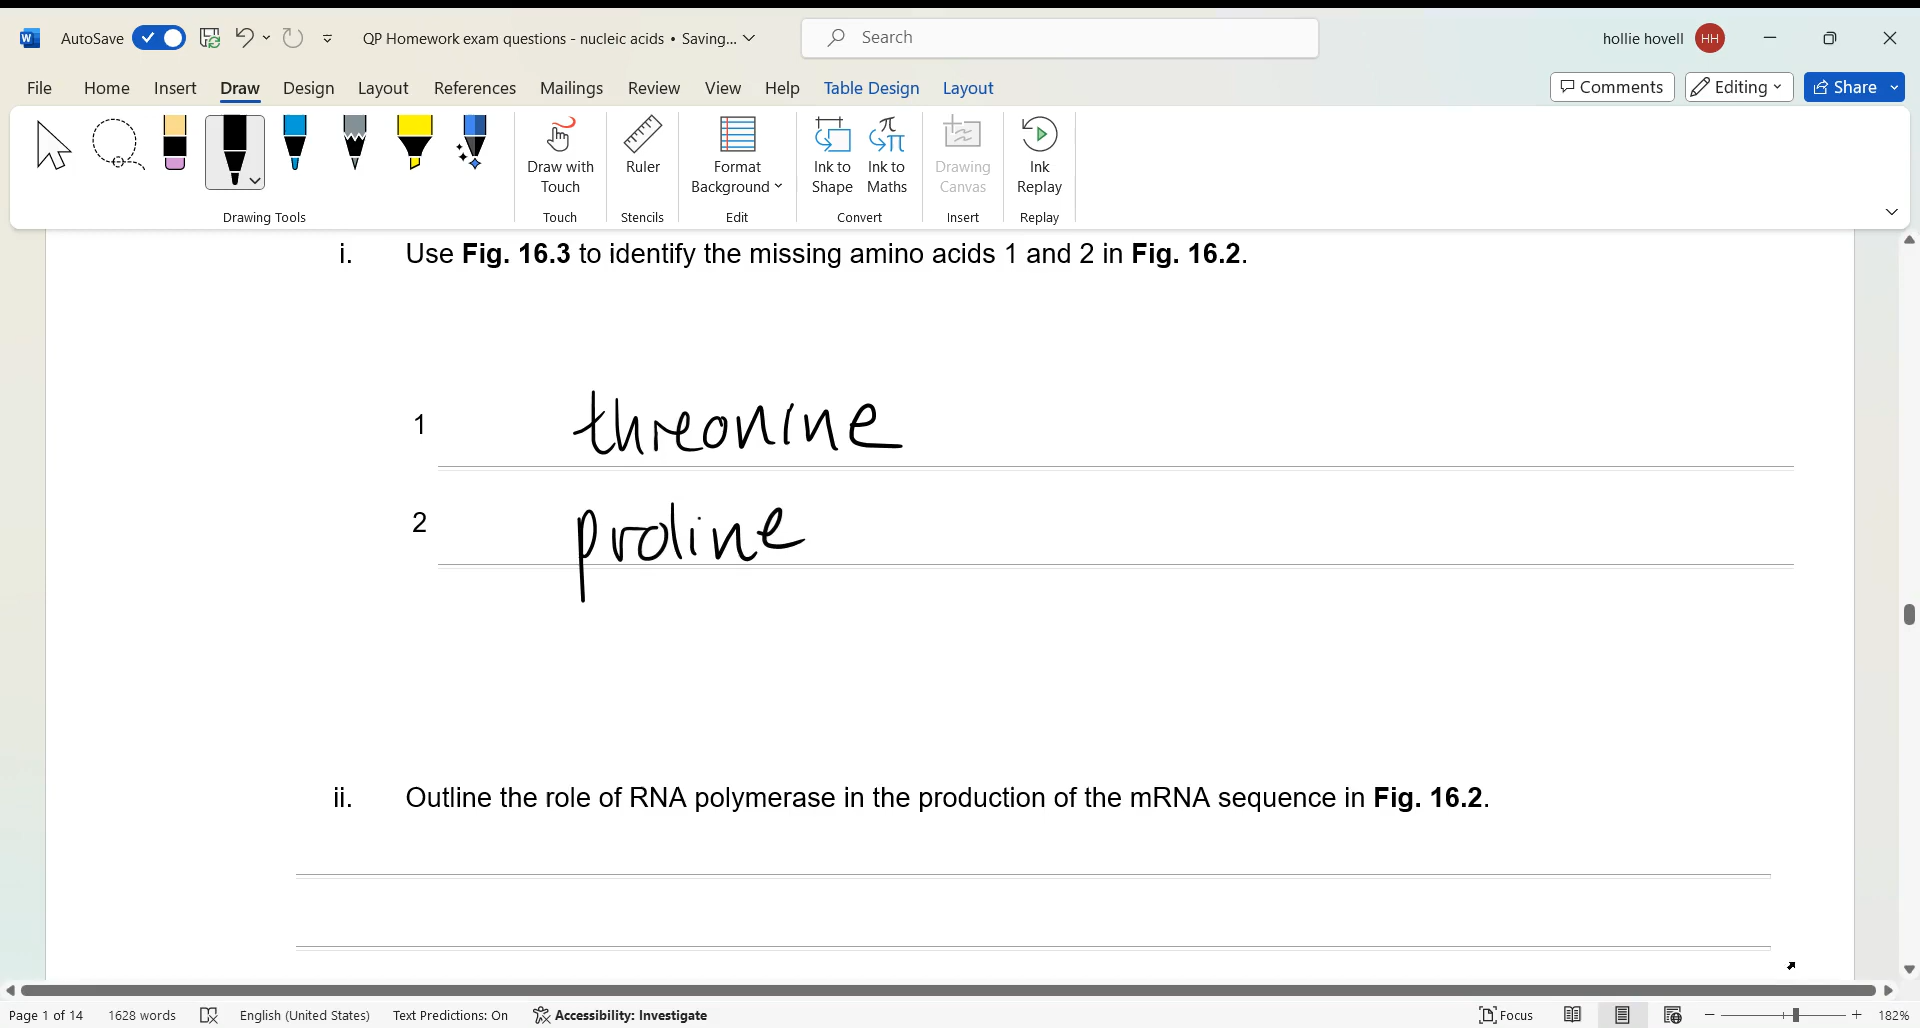 AutoSave
QP Homework exam questions - nucleic acids • Saving...
Search
hollie hovell
HH
File Home Insert Draw Design Layout References Mailings Review View Help Table Design Layout
Comments Editing Share
Draw with Touch
Ruler
Format Background
Ink to Shape
Ink to Maths
Drawing Canvas
Ink Replay
Drawing Tools Touch Stencils Edit Convert Insert Replay
i. Use Fig. 16.3 to identify the missing amino acids 1 and 2 in Fig. 16.2.
1 threonine
2 proline
ii. Outline the role of RNA polymerase in the production of the mRNA sequence in Fig. 16.2.
Page 1 of 14 1628 words English (United States) Text Predictions: On Accessibility: Investigate Focus 182%